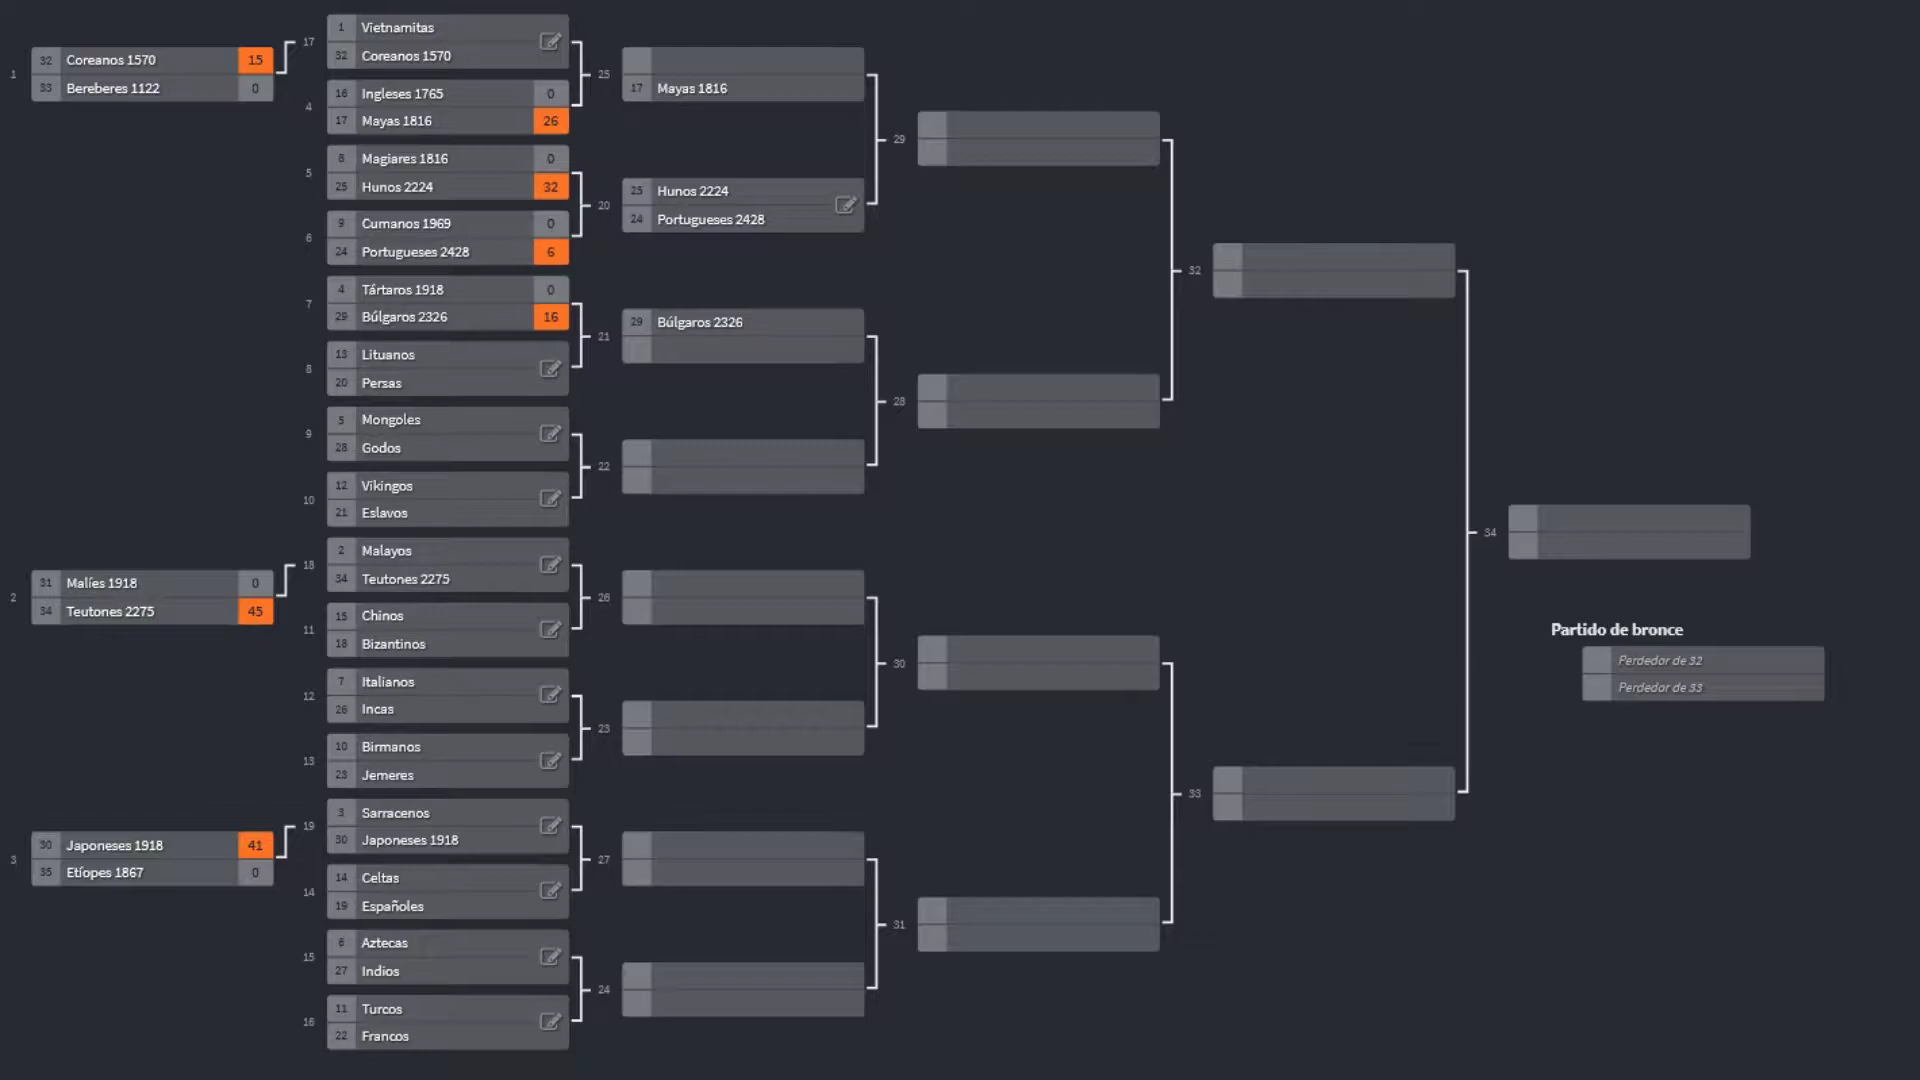 1
32 Coreanos 1570 15
33 Bereberes 1122 0
2
31 Malíes 1918 0
34 Teutones 2275 45
3
30 Japoneses 1918 41
35 Etíopes 1867 0
17
1 Vietnamitas
32 Coreanos 1570
4
16 Ingleses 1765 0
17 Mayas 1816 26
5
8 Magiares 1816 0
25 Hunos 2224 32
6
9 Cumanos 1969 0
24 Portugueses 2428 6
7
4 Tártaros 1918 0
29 Búlgaros 2326 16
8
13 Lituanos
20 Persas
9
5 Mongoles
28 Godos
10
12 Vikingos
21 Eslavos
18
2 Malayos
34 Teutones 2275
11
15 Chinos
18 Bizantinos
12
7 Italianos
26 Incas
13
10 Birmanos
23 Jemeres
19
3 Sarracenos
30 Japoneses 1918
14
14 Celtas
19 Españoles
15
6 Aztecas
27 Indios
16
11 Turcos
22 Francos
25
17 Mayas 1816
20
25 Hunos 2224
24 Portugueses 2428
21
29 Búlgaros 2326
22
26
23
27
24
29
28
30
31
32
33
34
Partido de bronce
Perdedor de 32
Perdedor de 33